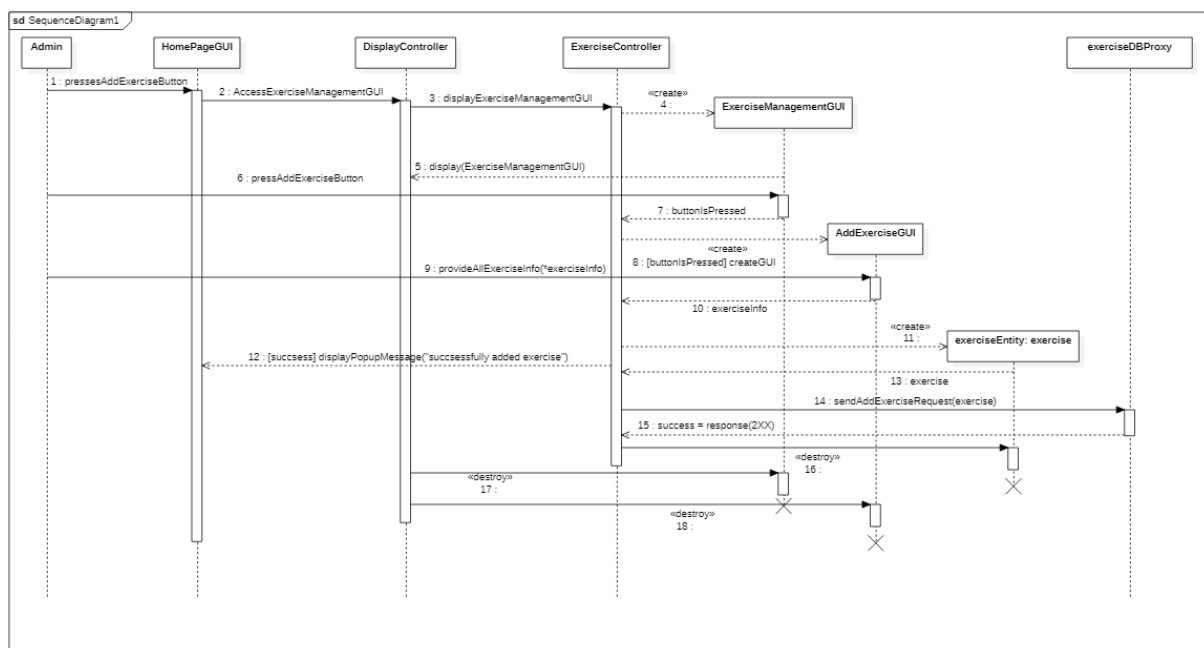 sd SequenceDiagram1
Admin
HomePageGUI
DisplayController
ExerciseController
exerciseDBProxy
1 : pressesAddExerciseButton
2 : AccessExerciseManagementGUI
3 : displayExerciseManagementGUI
«create»
4 :
ExerciseManagementGUI
5 : display(ExerciseManagementGUI)
6 : pressAddExerciseButton
7 : buttonIsPressed
AddExerciseGUI
«create»
8 : [buttonIsPressed] createGUI
9 : provideAllExerciseInfo(*exerciseInfo)
10 : exerciseInfo
«create»
11 :
exerciseEntity: exercise
12 : [succsess] displayPopupMessage("succsessfully added exercise")
13 : exercise
14 : sendAddExerciseRequest(exercise)
15 : success = response(2XX)
«destroy»
16 :
«destroy»
17 :
«destroy»
18 :